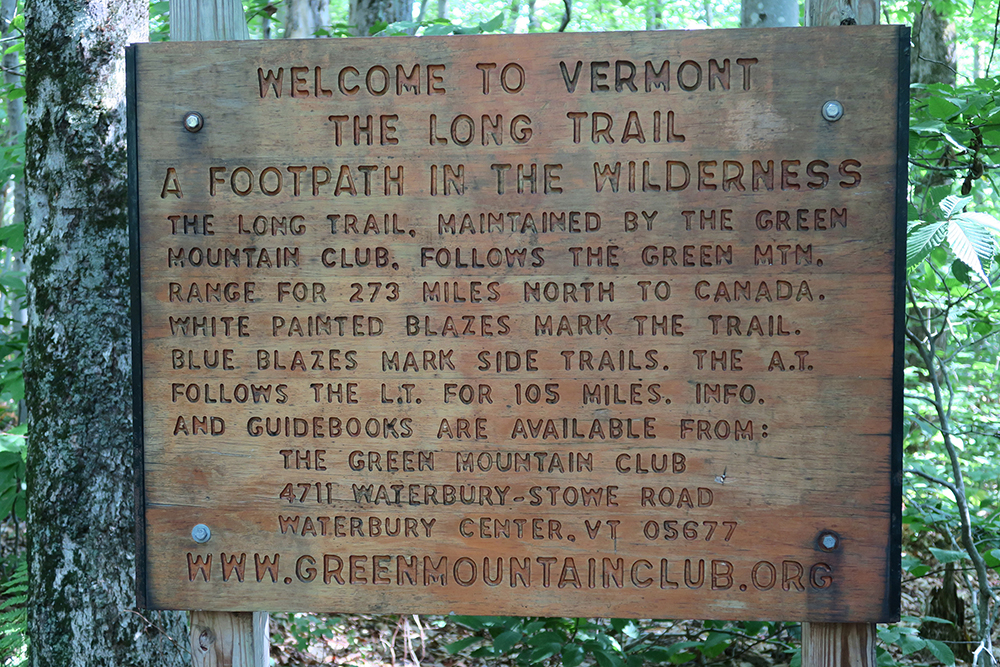 WELCOME TO VERMONT
THE LONG TRAIL
A FOOTPATH IN THE WILDERNESS
THE LONG TRAIL, MAINTAINED BY THE GREEN
MOUNTAIN CLUB, FOLLOWS THE GREEN MTN.
RANGE FOR 273 MILES NORTH TO CANADA.
WHITE PAINTED BLAZES MARK THE TRAIL.
BLUE BLAZES MARK SIDE TRAILS. THE A.T.
FOLLOWS THE L.T. FOR 105 MILES. INFO.
AND GUIDEBOOKS ARE AVAILABLE FROM:
THE GREEN MOUNTAIN CLUB
4711 WATERBURY-STOWE ROAD
WATERBURY CENTER, VT 05677
WWW.GREENMOUNTAINCLUB.ORG